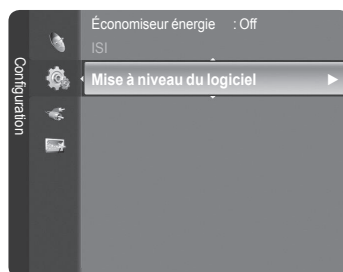 Économiseur énergie : Off
ISI
Mise à niveau du logiciel
Configuration